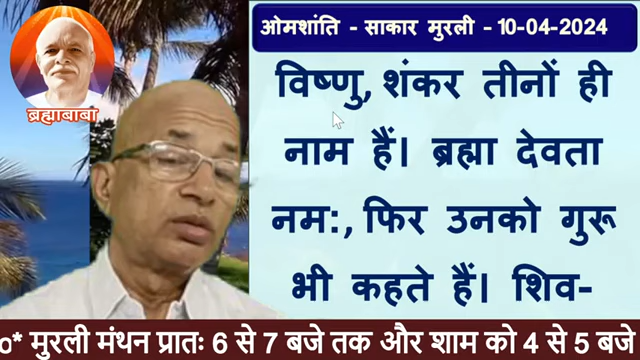 ओमशांति - साकार मुरली - 10-04-2024
विष्णु, शंकर तीनों ही
नाम हैं। ब्रह्मा देवता
नम:, फिर उनको गुरू
भी कहते हैं। शिव-
ब्रह्माबाबा
o* मुरली मंथन प्रातः 6 से 7 बजे तक और शाम को 4 से 5 बजे